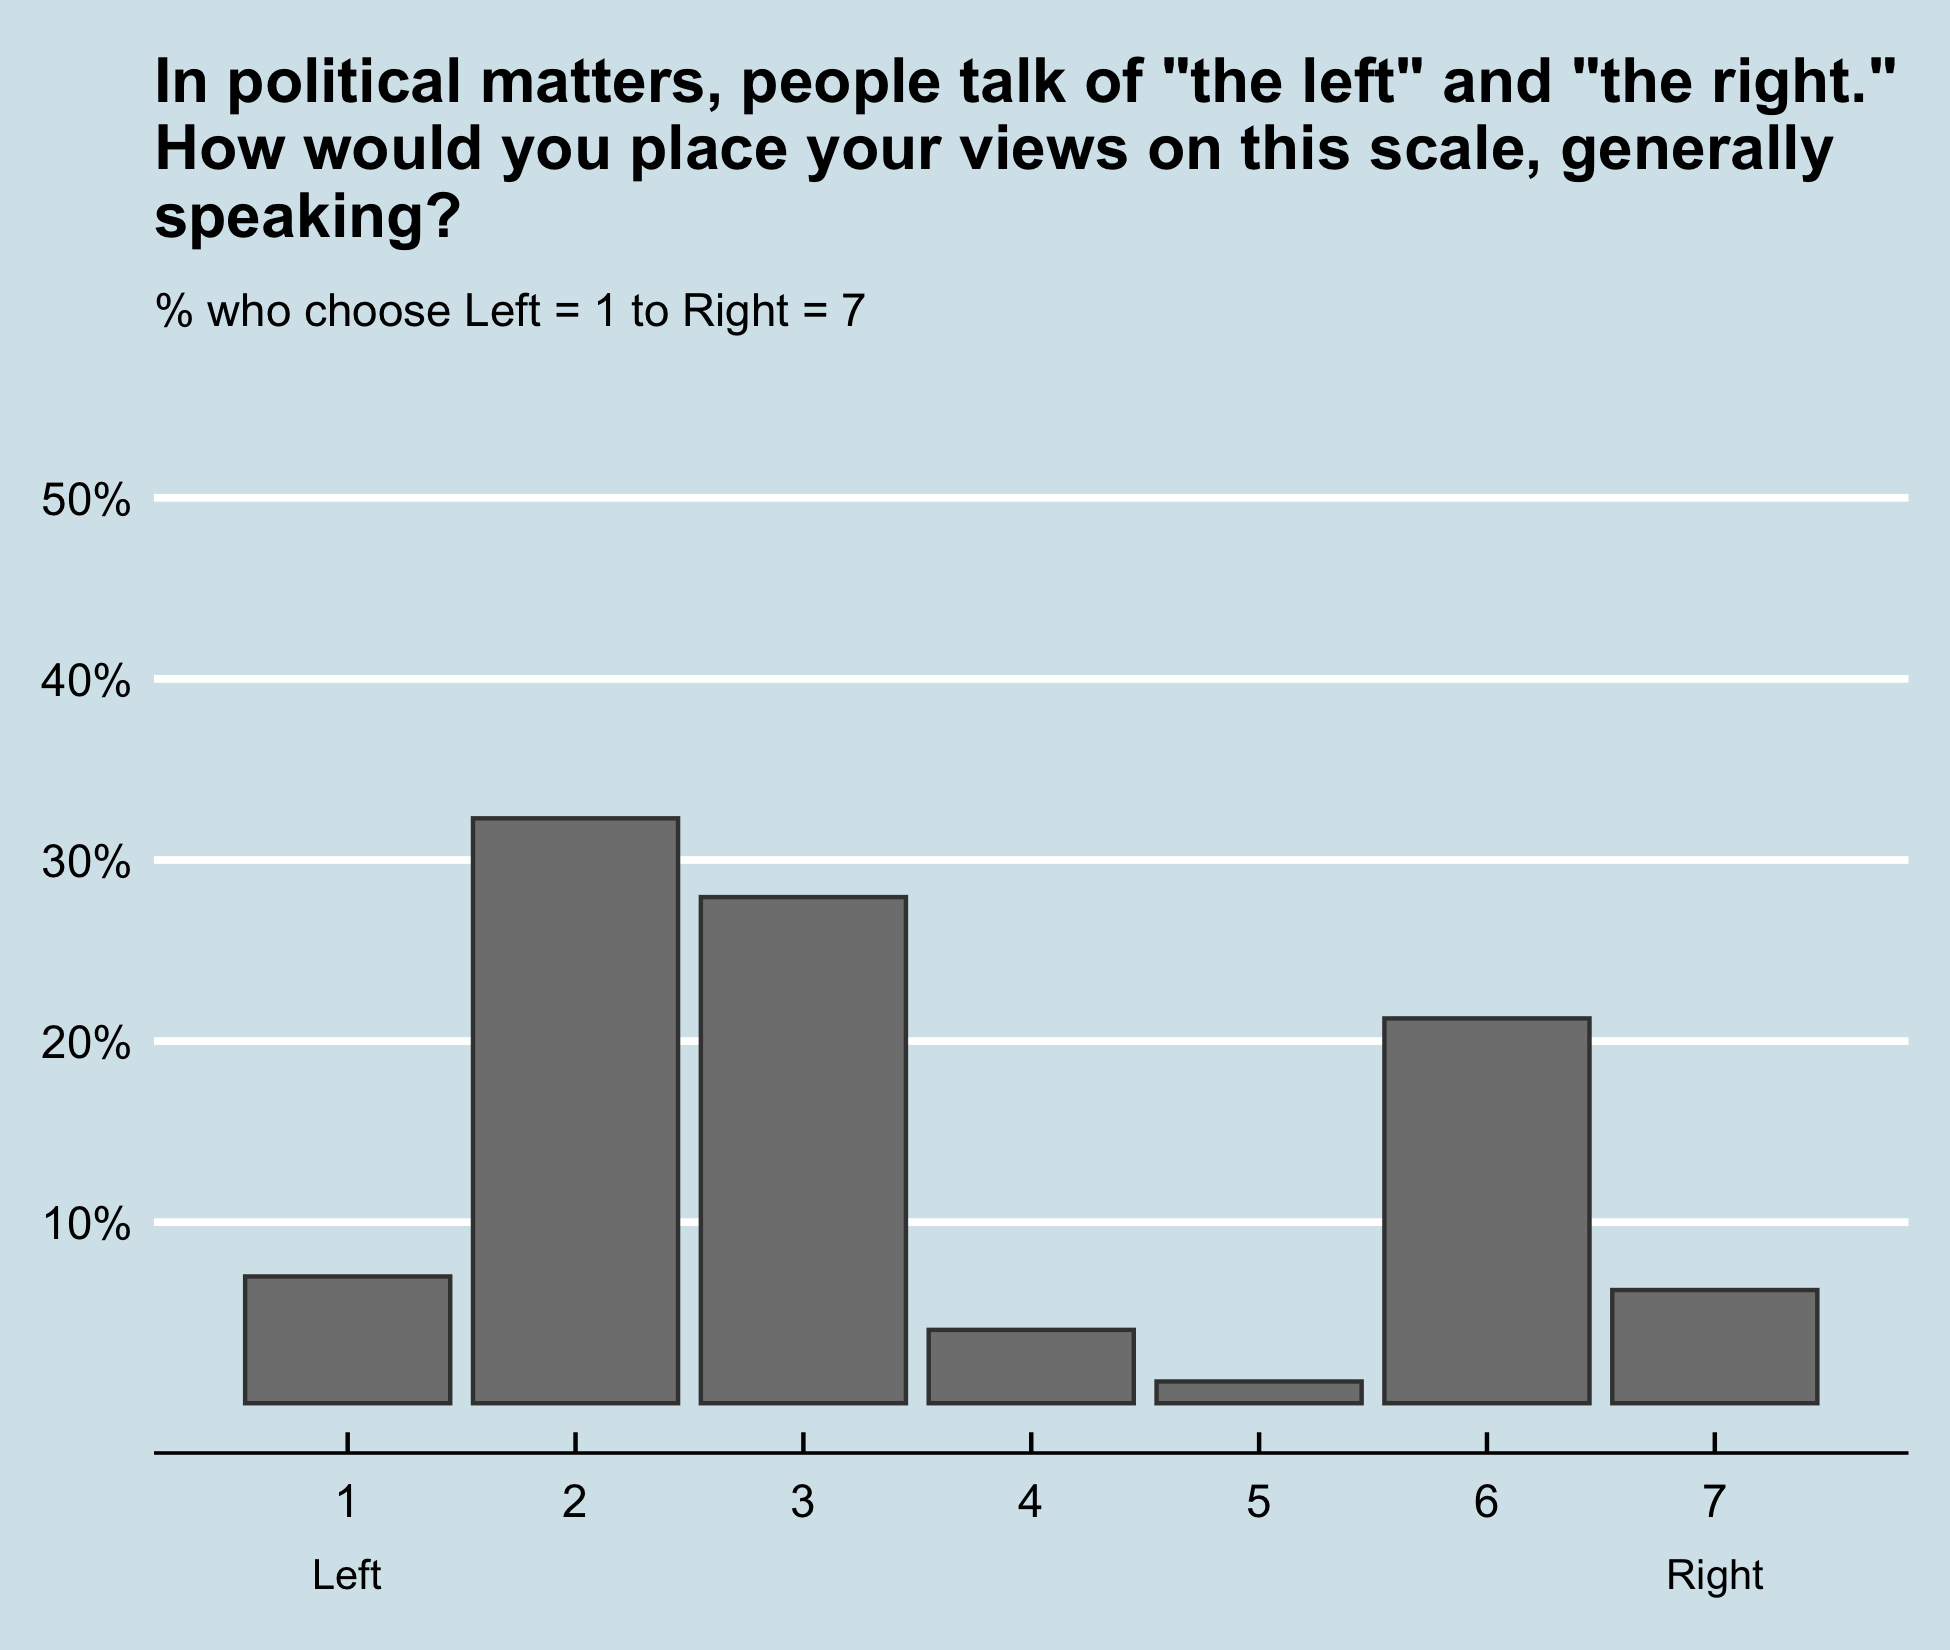 In political matters, people talk of "the left" and "the right."
How would you place your views on this scale, generally
speaking?
% who choose Left = 1 to Right = 7
50%
40%
30%
20%
10%
1 2 3 4 5 6 7
Left Right